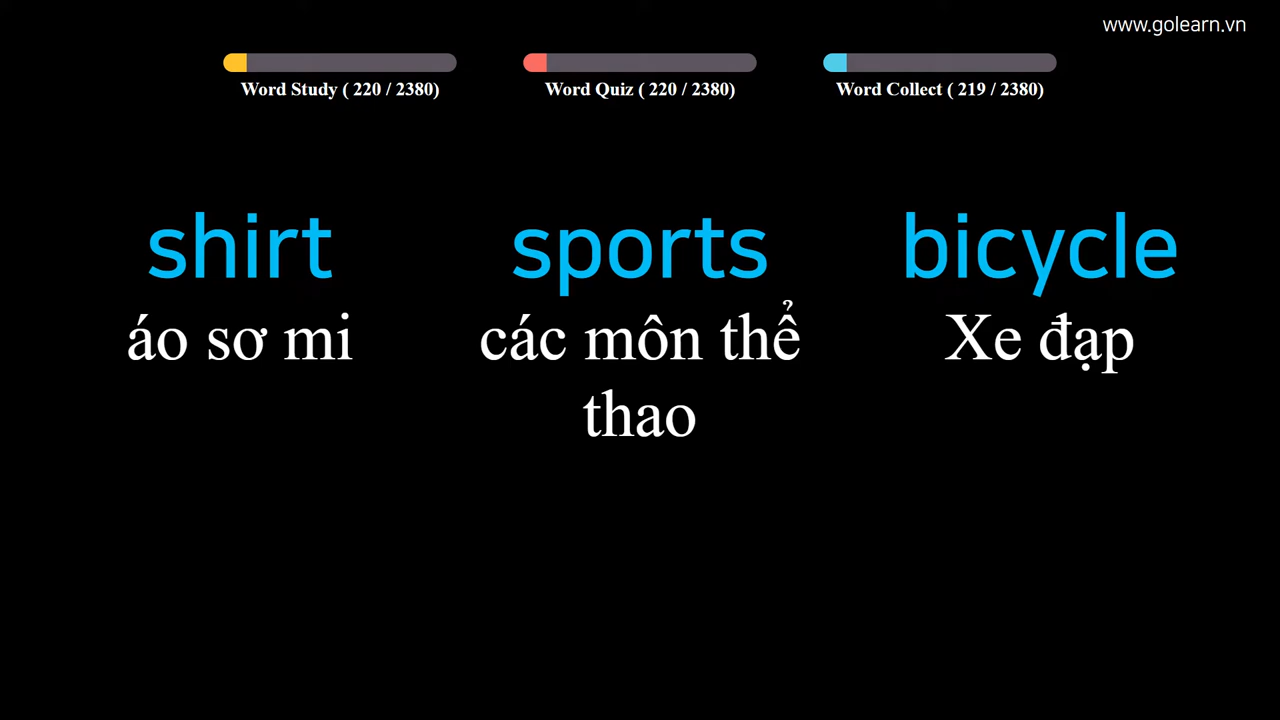 www.golearn.vn
Word Study ( 220 / 2380)
Word Quiz ( 220 / 2380)
Word Collect ( 219 / 2380)
shirt
áo sơ mi
sports
các môn thể
thao
bicycle
Xe đạp